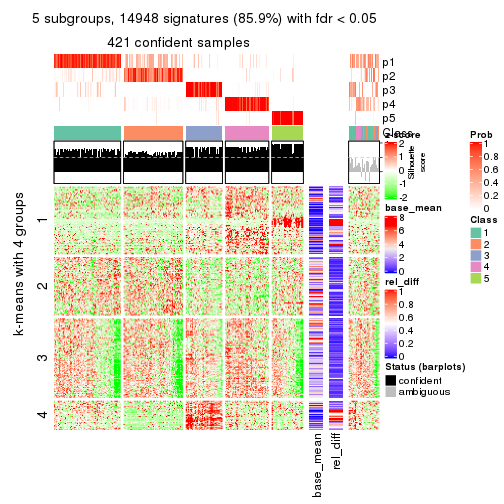 5 subgroups, 14948 signatures (85.9%) with fdr < 0.05
421 confident samples
p1
p2
p3
p4
p5
Class
z-score
2
1
0
-1
-2
Silhouette
score
base_mean
8
6
4
2
0
rel_diff
1
0.8
0.6
0.4
0.2
0
Status (barplots)
confident
ambiguous
Prob
1
0.8
0.6
0.4
0.2
0
Class
1
2
3
4
5
k-means with 4 groups
1
2
3
4
base_mean
rel_diff